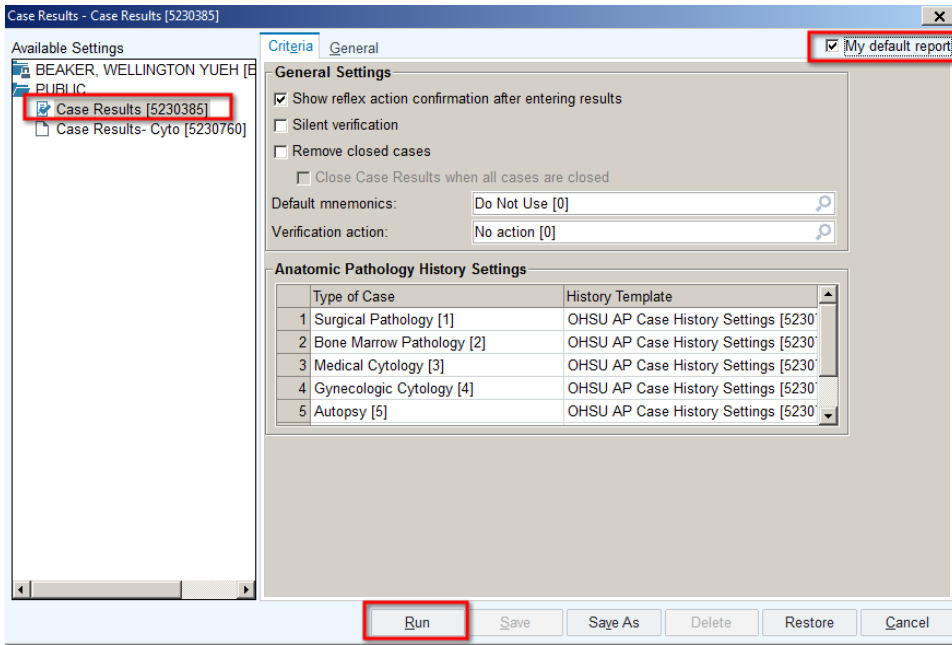 Case Results - Case Results [5230385]
Available Settings
BEAKER, WELLINGTON YUEH [B
PUBLIC
Case Results [5230385]
Case Results- Cyto [5230760]
Criteria General
My default report
General Settings
Show reflex action confirmation after entering results
Silent verification
Remove closed cases
Close Case Results when all cases are closed
Default mnemonics: Do Not Use [0]
Verification action: No action [0]
Anatomic Pathology History Settings
Type of Case History Template
1 Surgical Pathology [1] OHSU AP Case History Settings [5230
2 Bone Marrow Pathology [2] OHSU AP Case History Settings [5230
3 Medical Cytology [3] OHSU AP Case History Settings [5230
4 Gynecologic Cytology [4] OHSU AP Case History Settings [5230
5 Autopsy [5] OHSU AP Case History Settings [5230
Run Save Save As Delete Restore Cancel